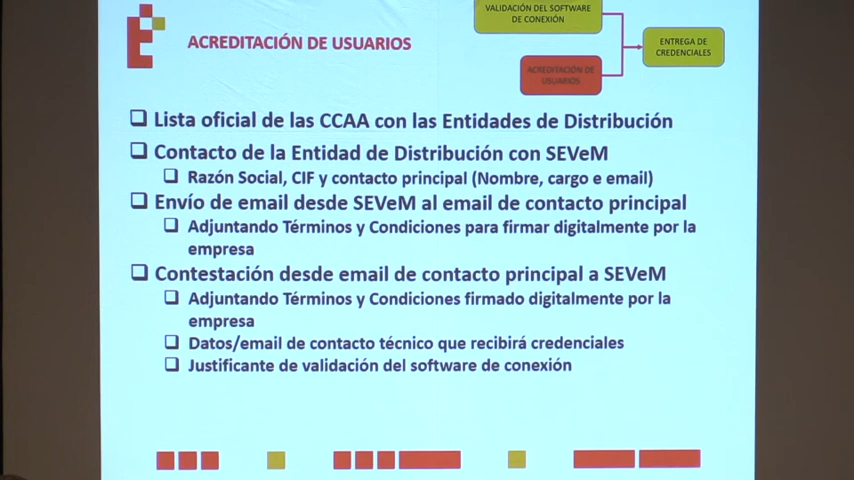 VALIDACIÓN DEL SOFTWARE
DE CONEXIÓN
ACREDITACIÓN DE USUARIOS
ENTREGA DE
CREDENCIALES
ACREDITACIÓN DE
USUARIOS
Lista oficial de las CCAA con las Entidades de Distribución
Contacto de la Entidad de Distribución con SEVeM
Razón Social, CIF y contacto principal (Nombre, cargo e email)
Envío de email desde SEVeM al email de contacto principal
Adjuntando Términos y Condiciones para firmar digitalmente por la
empresa
Contestación desde email de contacto principal a SEVeM
Adjuntando Términos y Condiciones firmado digitalmente por la
empresa
Datos/email de contacto técnico que recibirá credenciales
Justificante de validación del software de conexión